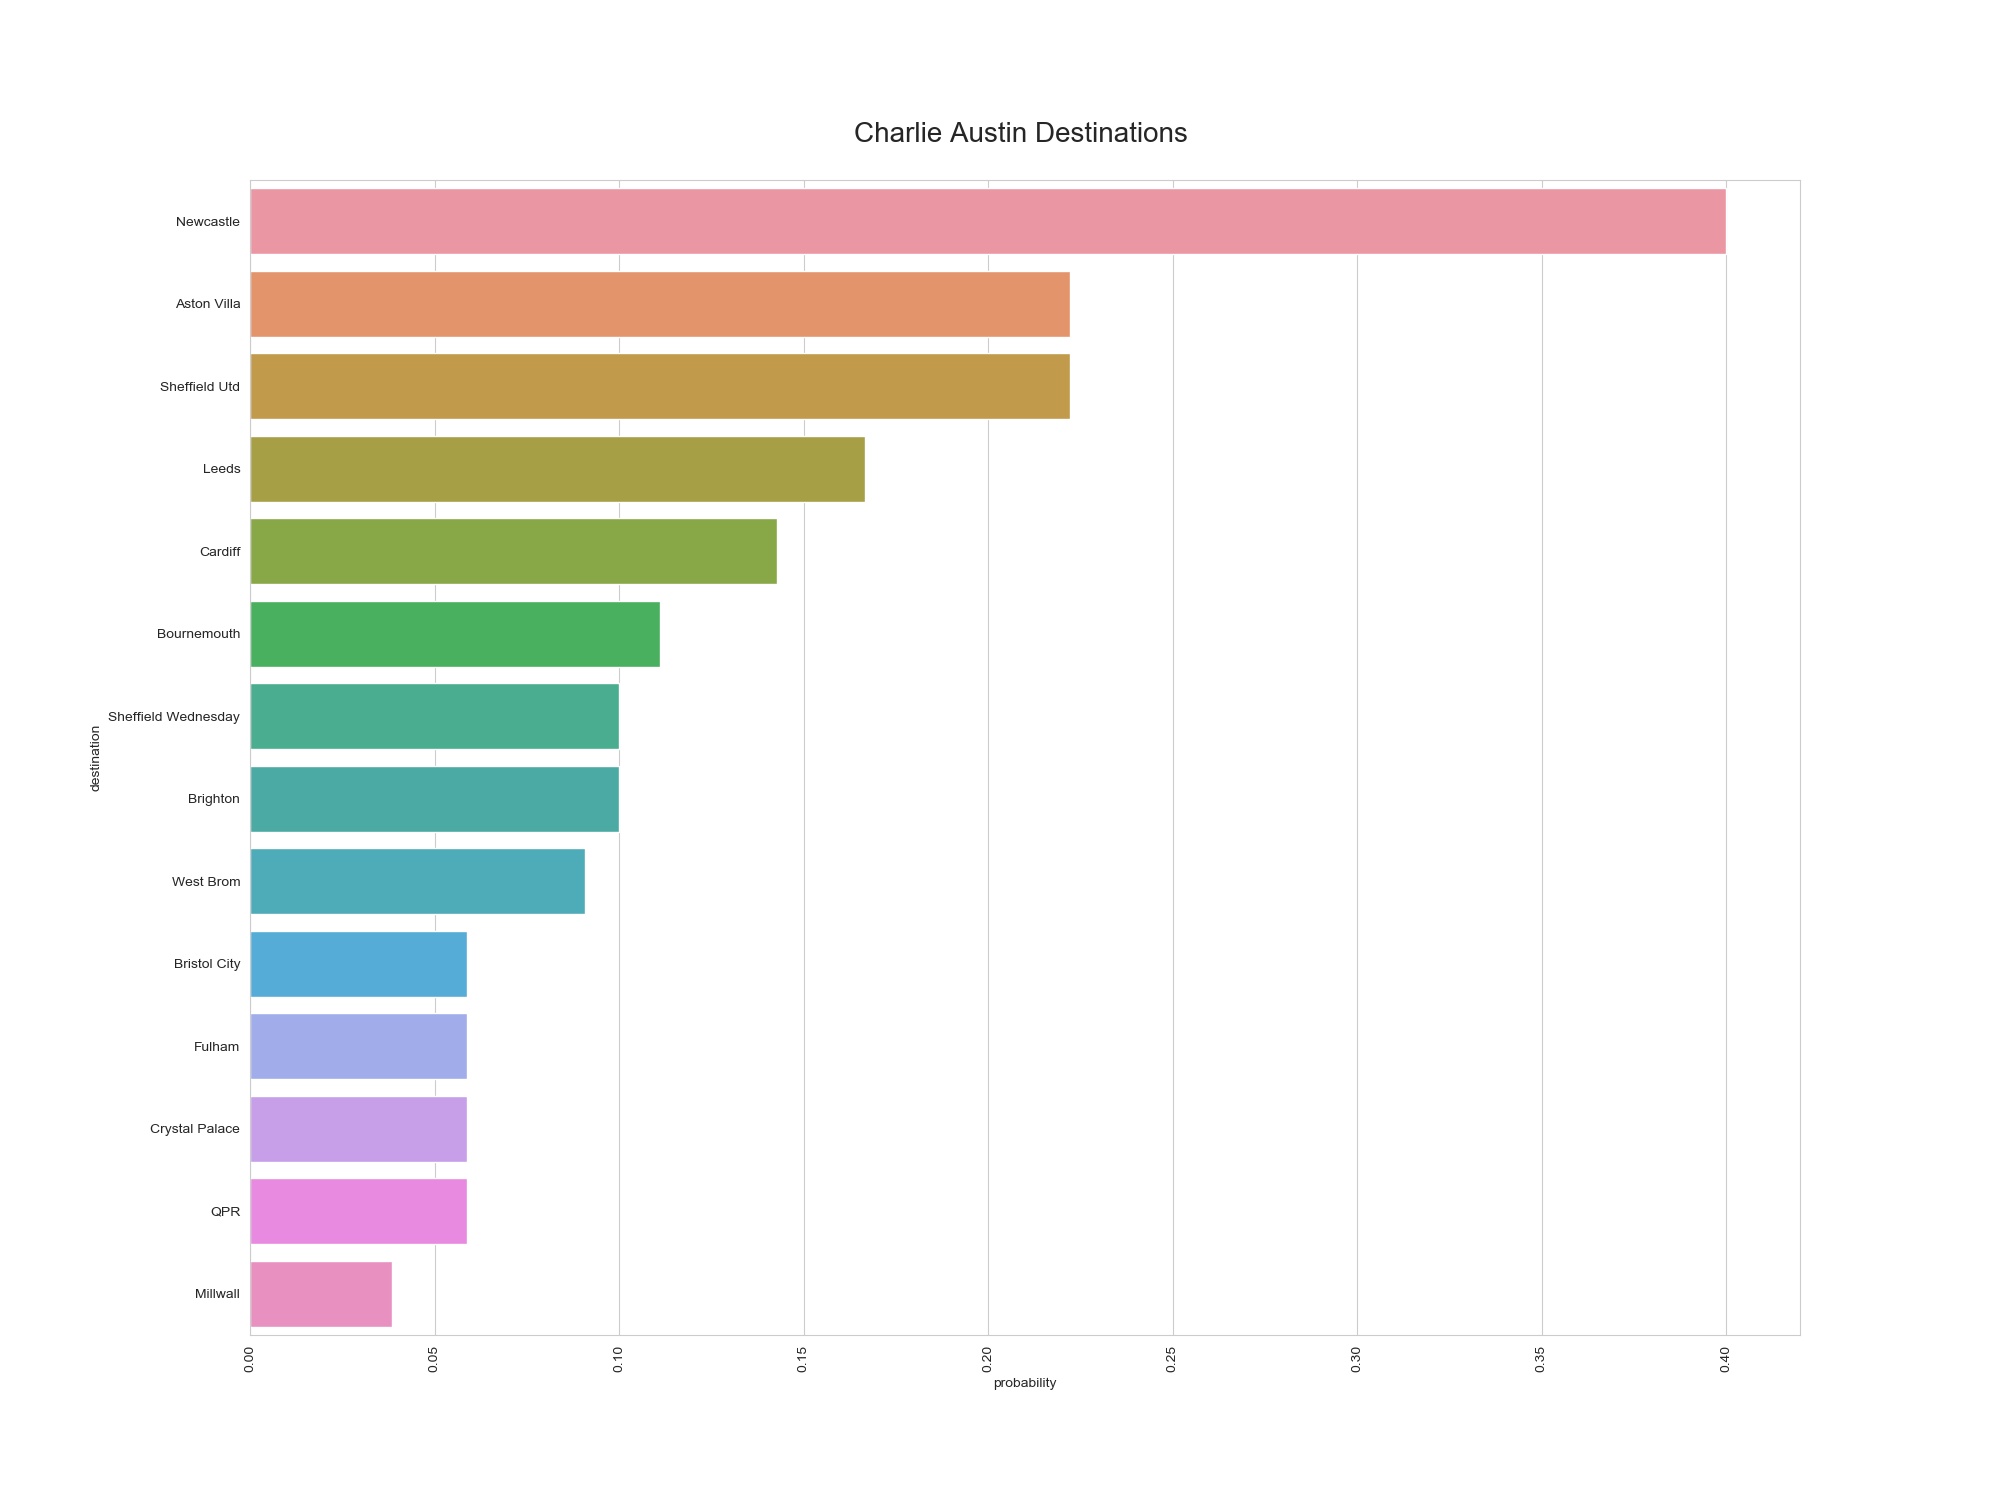 Charlie Austin Destinations
Newcastle
Aston Villa
Sheffield Utd
Leeds
Cardiff
Bournemouth
Sheffield Wednesday
Brighton
West Brom
Bristol City
Fulham
Crystal Palace
QPR
Millwall
destination
0.00
0.05
0.10
0.15
0.20
0.25
0.30
0.35
0.40
probability